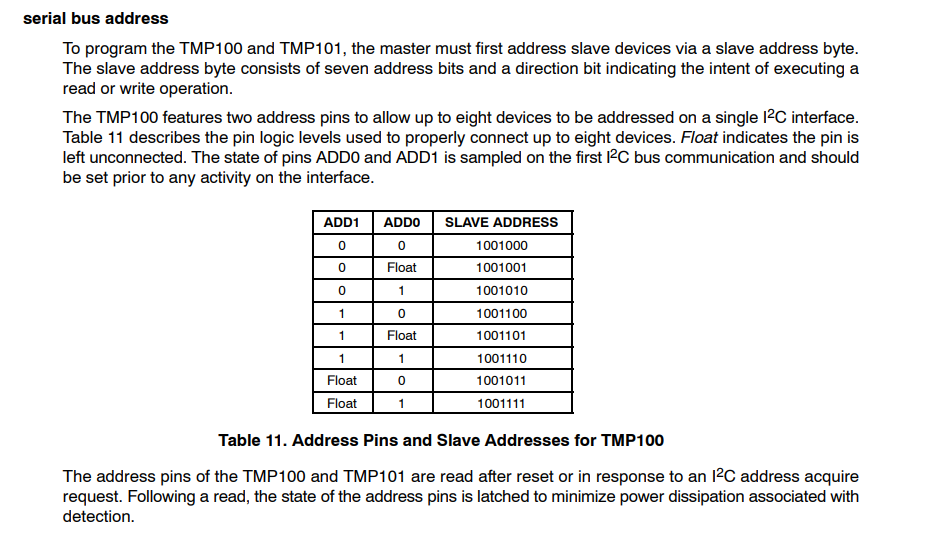 serial bus address
To program the TMP100 and TMP101, the master must first address slave devices via a slave address byte.
The slave address byte consists of seven address bits and a direction bit indicating the intent of executing a
read or write operation.
The TMP100 features two address pins to allow up to eight devices to be addressed on a single I²C interface.
Table 11 describes the pin logic levels used to properly connect up to eight devices. Float indicates the pin is
left unconnected. The state of pins ADD0 and ADD1 is sampled on the first I²C bus communication and should
be set prior to any activity on the interface.
ADD1 ADD0 SLAVE ADDRESS
0 0 1001000
0 Float 1001001
0 1 1001010
1 0 1001100
1 Float 1001101
1 1 1001110
Float 0 1001011
Float 1 1001111
Table 11. Address Pins and Slave Addresses for TMP100
The address pins of the TMP100 and TMP101 are read after reset or in response to an I²C address acquire
request. Following a read, the state of the address pins is latched to minimize power dissipation associated with
detection.